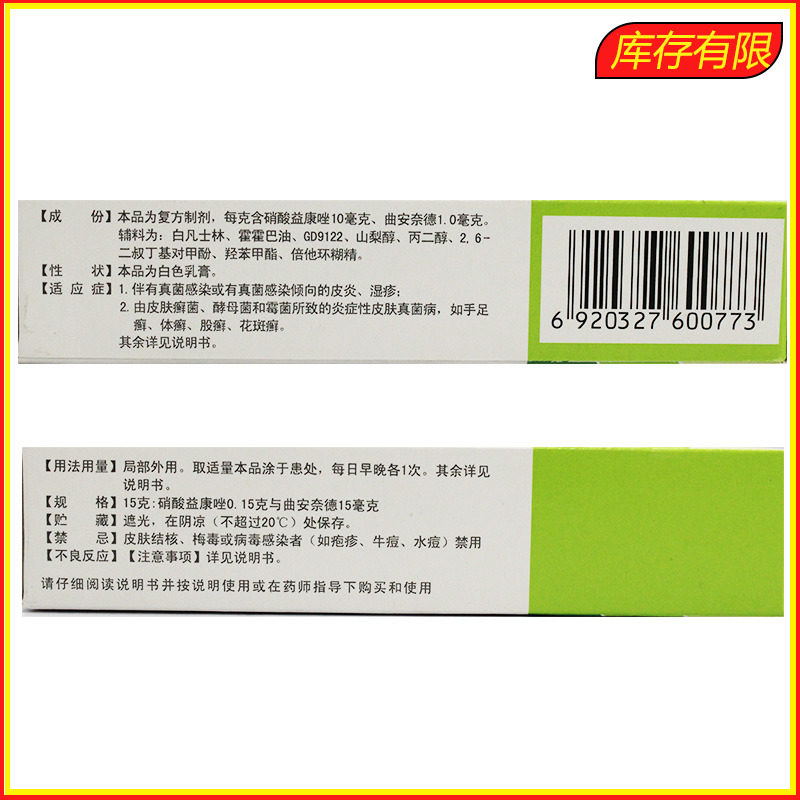 库存有限
【成　份】本品为复方制剂，每克含硝酸益康唑10毫克、曲安奈德1.0毫克。
辅料为：白凡士林、霍霍巴油、GD9122、山梨醇、丙二醇、2,6-
二叔丁基对甲酚、羟苯甲酯、倍他环糊精。
【性　状】本品为白色乳膏。
【适 应 症】1.伴有真菌感染或有真菌感染倾向的皮炎、湿疹；
2.由皮肤癣菌、酵母菌和霉菌所致的炎症性皮肤真菌病，如手足
癣、体癣、股癣、花斑癣。
其余详见说明书。
6 920327 600773
【用法用量】局部外用。取适量本品涂于患处，每日早晚各1次。其余详见
说明书。
【规　格】15克:硝酸益康唑0.15克与曲安奈德15毫克
【贮　藏】遮光，在阴凉（不超过20℃）处保存。
【禁　忌】皮肤结核、梅毒或病毒感染者（如疱疹、牛痘、水痘）禁用
【不良反应】【注意事项】详见说明书。
请仔细阅读说明书并按说明使用或在药师指导下购买和使用